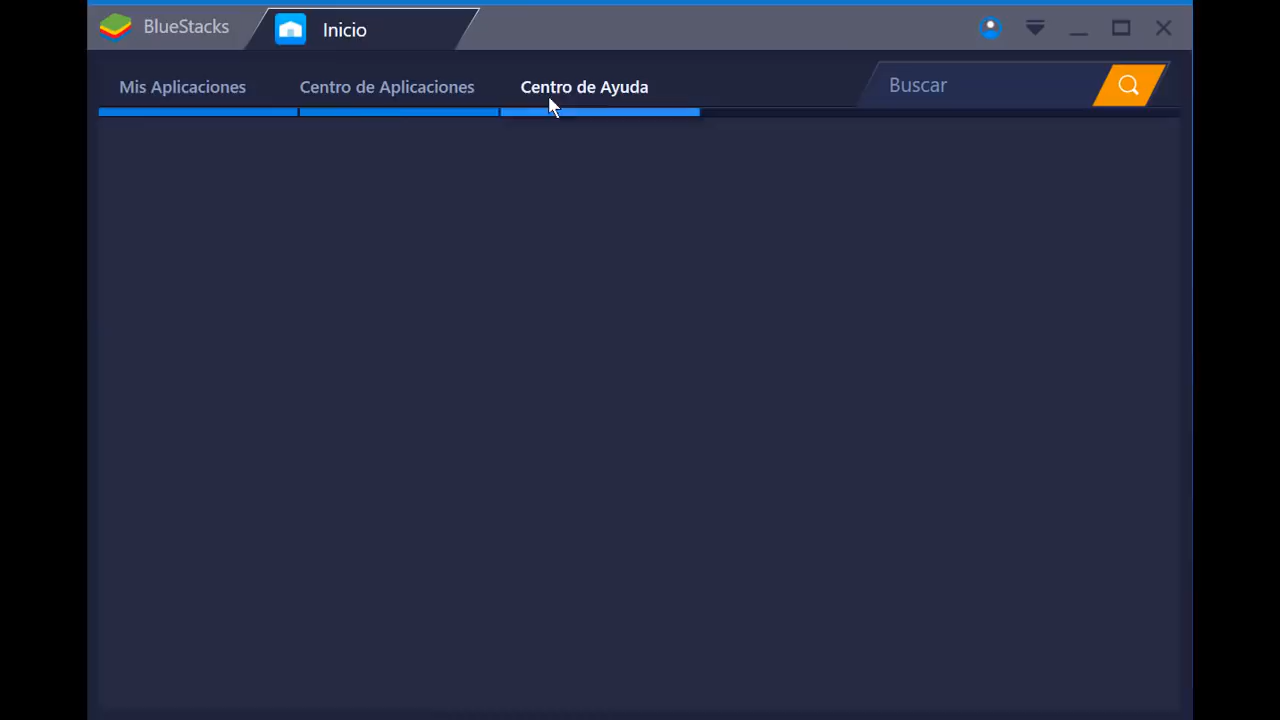 BlueStacks
Inicio
Mis Aplicaciones
Centro de Aplicaciones
Centro de Ayuda
Buscar